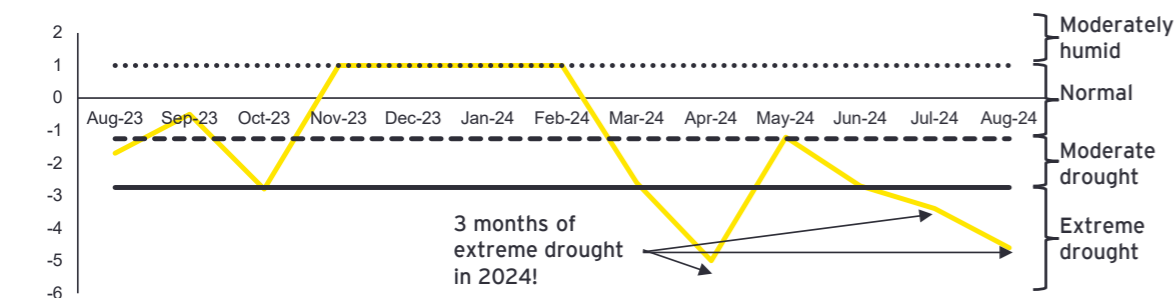 2
1
0
-1
-2
-3
-4
-5
-6
Aug-23 Sep-23 Oct-23 Nov-23 Dec-23 Jan-24 Feb-24 Mar-24 Apr-24 May-24 Jun-24 Jul-24 Aug-24
3 months of
extreme drought
in 2024!
Moderately
humid
Normal
Moderate
drought
Extreme
drought